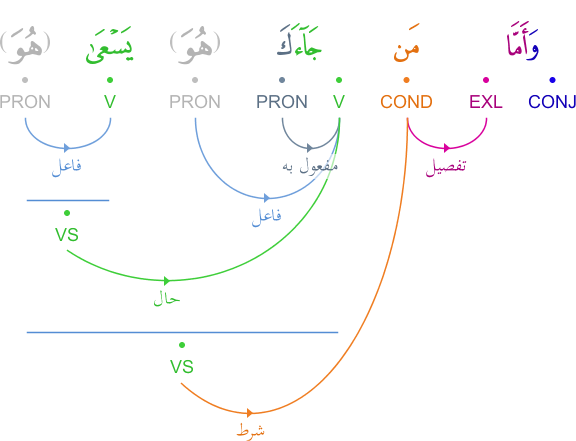 وَأَمَّا مَن جَآءَكَ (هُوَ) يَسْعَىٰ (هُوَ)
CONJ EXL COND V PRON PRON V PRON
تفصيل مفعول به فاعل
فاعل
VS
حال
VS
شرط